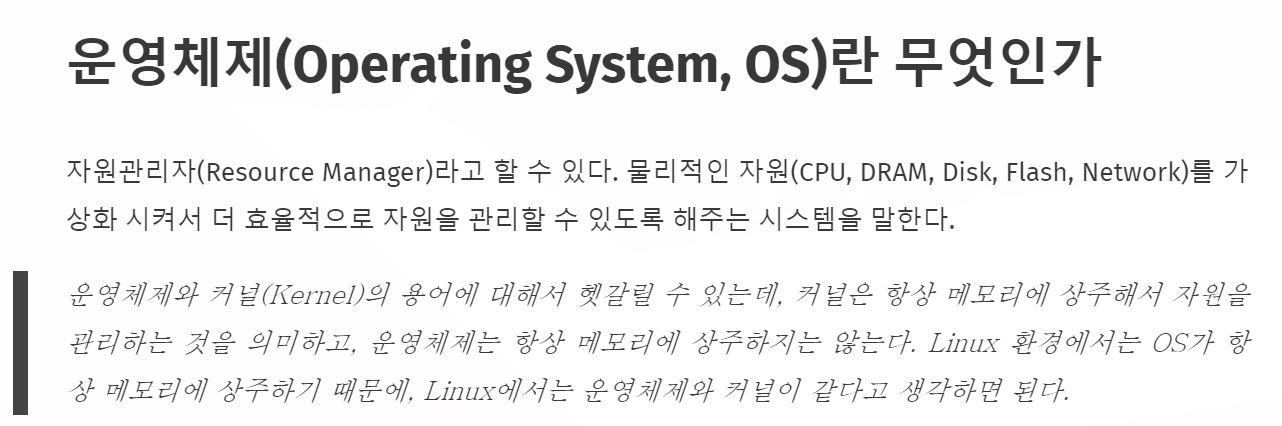 운영체제(Operating System, OS)란 무엇인가
자원관리자(Resource Manager)라고 할 수 있다. 물리적인 자원(CPU, DRAM, Disk, Flash, Network)를 가
상화 시켜서 더 효율적으로 자원을 관리할 수 있도록 해주는 시스템을 말한다.
운영체제와 커널(Kernel)의 용어에 대해서 헷갈릴 수 있는데, 커널은 항상 메모리에 상주해서 자원을
관리하는 것을 의미하고, 운영체제는 항상 메모리에 상주하지는 않는다. Linux 환경에서는 OS가 항
상 메모리에 상주하기 때문에, Linux에서는 운영체제와 커널이 같다고 생각하면 된다.